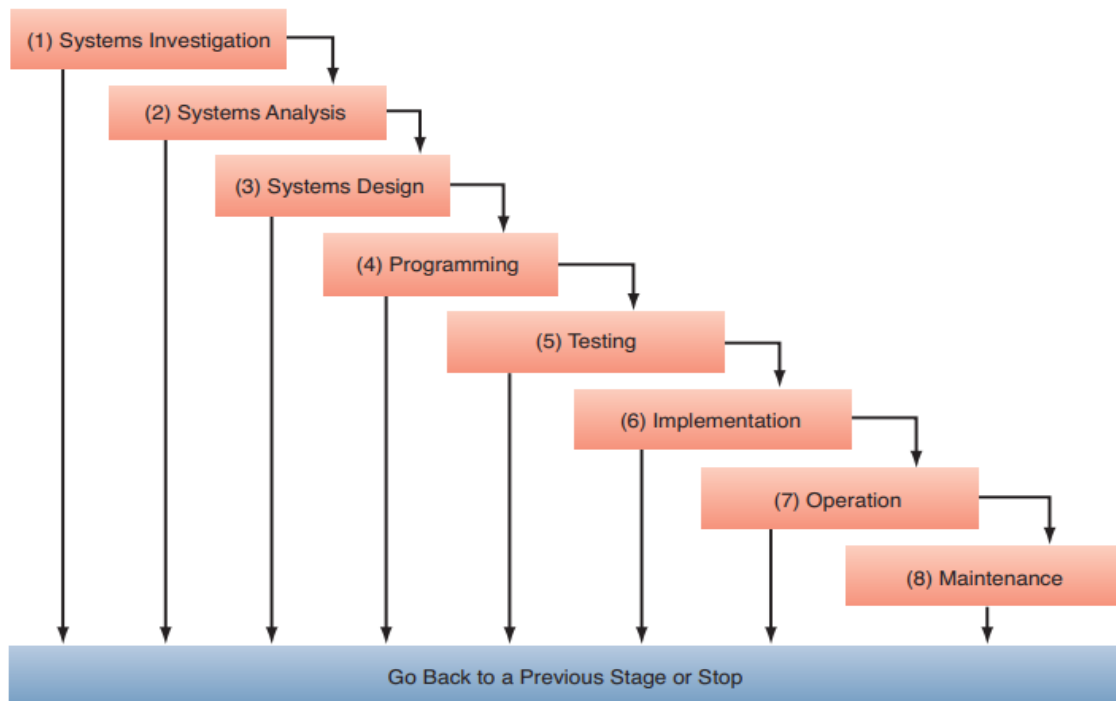 (1) Systems Investigation
(2) Systems Analysis
(3) Systems Design
(4) Programming
(5) Testing
(6) Implementation
(7) Operation
(8) Maintenance
Go Back to a Previous Stage or Stop